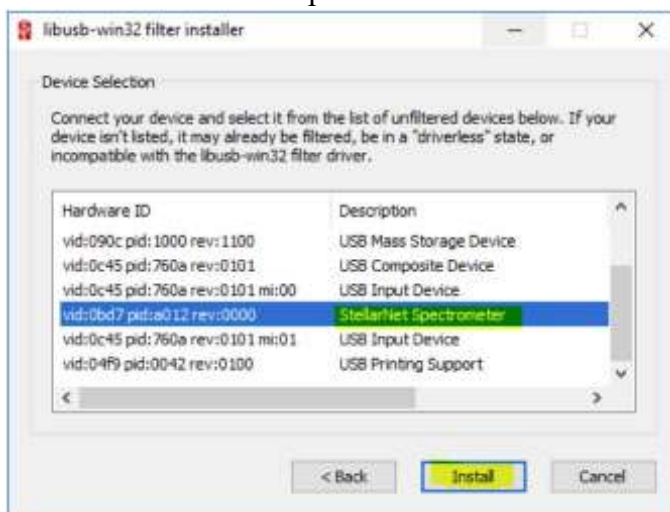 libusb-win32 filter installer
Device Selection
Connect your device and select it from the list of unfiltered devices below. If your
device isn't listed, it may already be filtered, be in a "driverless" state, or
incompatible with the libusb-win32 filter driver.
Hardware ID Description
vid:090c pid:1000 rev:1100 USB Mass Storage Device
vid:0c45 pid:760a rev:0101 USB Composite Device
vid:0c45 pid:760a rev:0101 mi:00 USB Input Device
vid:0bd7 pid:a012 rev:0000 StellarNet Spectrometer
vid:0c45 pid:760a rev:0101 mi:01 USB Input Device
vid:04f9 pid:0042 rev:0100 USB Printing Support
< Back Install Cancel